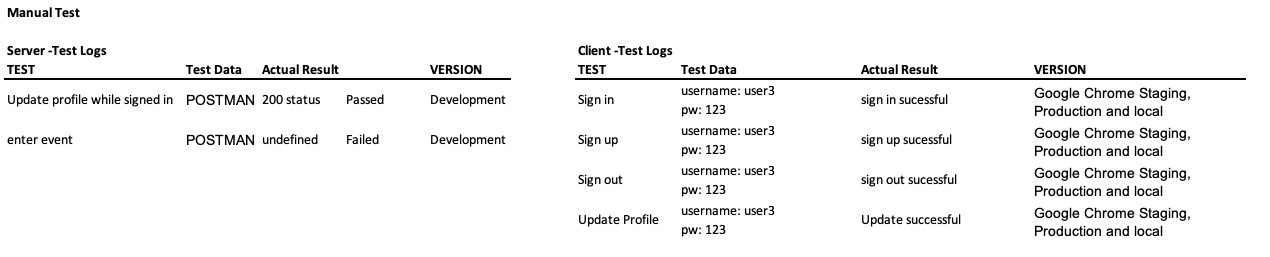 Manual Test
Server -Test Logs
TEST Test Data Actual Result VERSION
Update profile while signed in POSTMAN 200 status Passed Development
enter event POSTMAN undefined Failed Development
Client -Test Logs
TEST Test Data Actual Result VERSION
Sign in username: user3 sign in sucessful Google Chrome Staging,
pw: 123 Production and local
Sign up username: user3 sign up sucessful Google Chrome Staging,
pw: 123 Production and local
Sign out username: user3 sign out sucessful Google Chrome Staging,
pw: 123 Production and local
Update Profile username: user3 Update successful Google Chrome Staging,
pw: 123 Production and local